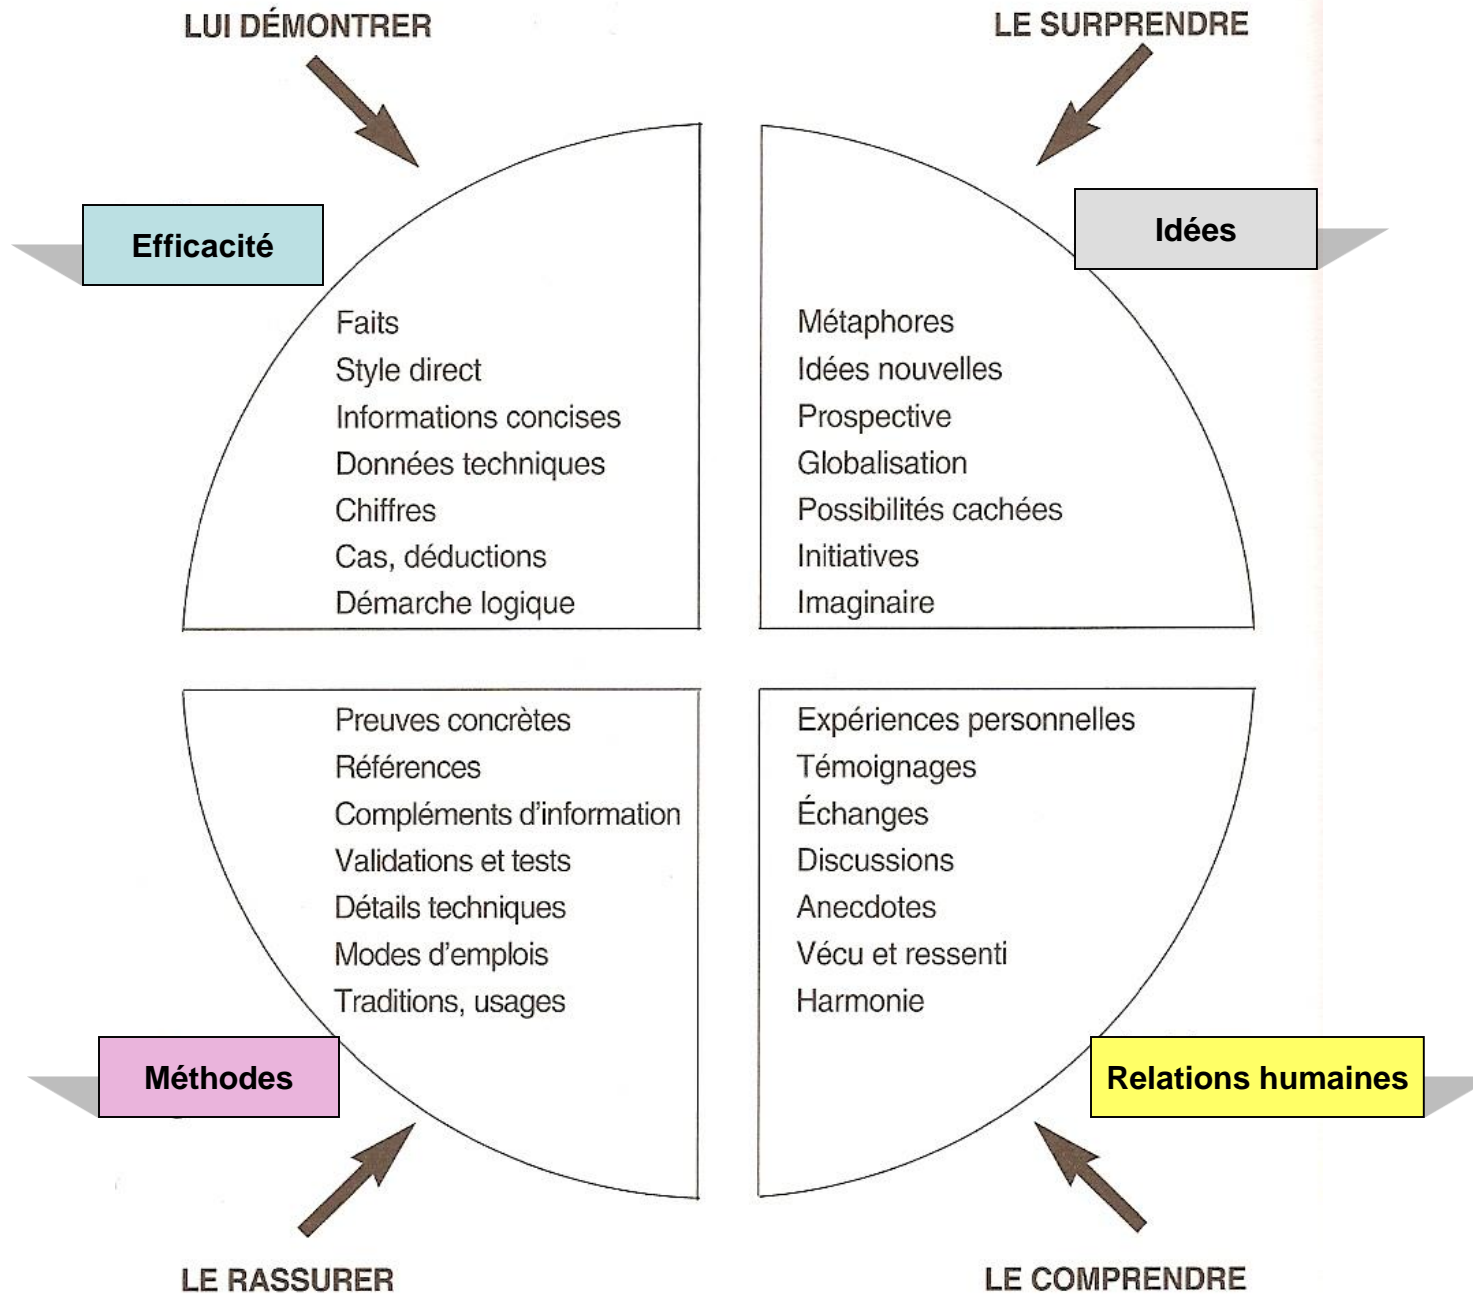 LUI DÉMONTRER
LE SURPRENDRE
Efficacité
Idées
Faits
Style direct
Informations concises
Données techniques
Chiffres
Cas, déductions
Démarche logique
Métaphores
Idées nouvelles
Prospective
Globalisation
Possibilités cachées
Initiatives
Imaginaire
Preuves concrètes
Références
Compléments d'information
Validations et tests
Détails techniques
Modes d'emplois
Traditions, usages
Expériences personnelles
Témoignages
Échanges
Discussions
Anecdotes
Vécu et ressenti
Harmonie
Méthodes
Relations humaines
LE RASSURER
LE COMPRENDRE